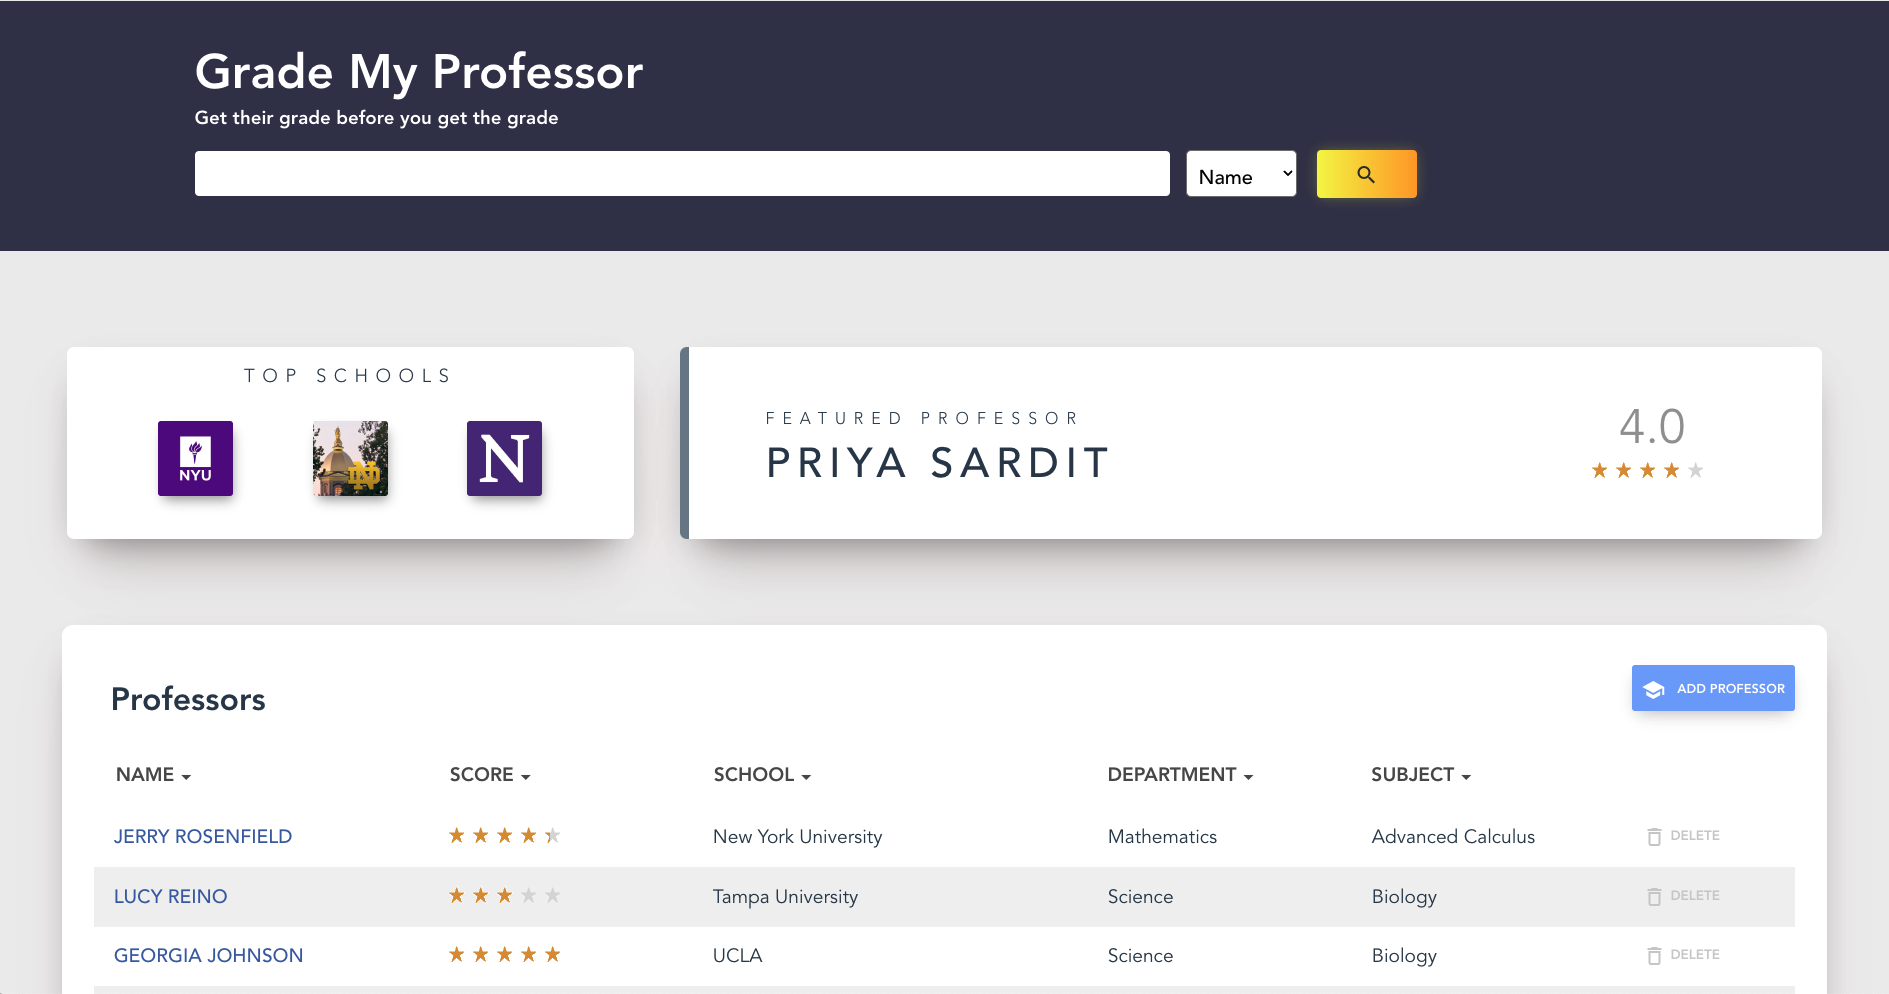 Grade My Professor
Get their grade before you get the grade
Name
TOP SCHOOLS
NYU
ND
N
FEATURED PROFESSOR
PRIYA SARDIT
4.0
Professors
ADD PROFESSOR
NAME SCORE SCHOOL DEPARTMENT SUBJECT
JERRY ROSENFIELD New York University Mathematics Advanced Calculus DELETE
LUCY REINO Tampa University Science Biology DELETE
GEORGIA JOHNSON UCLA Science Biology DELETE